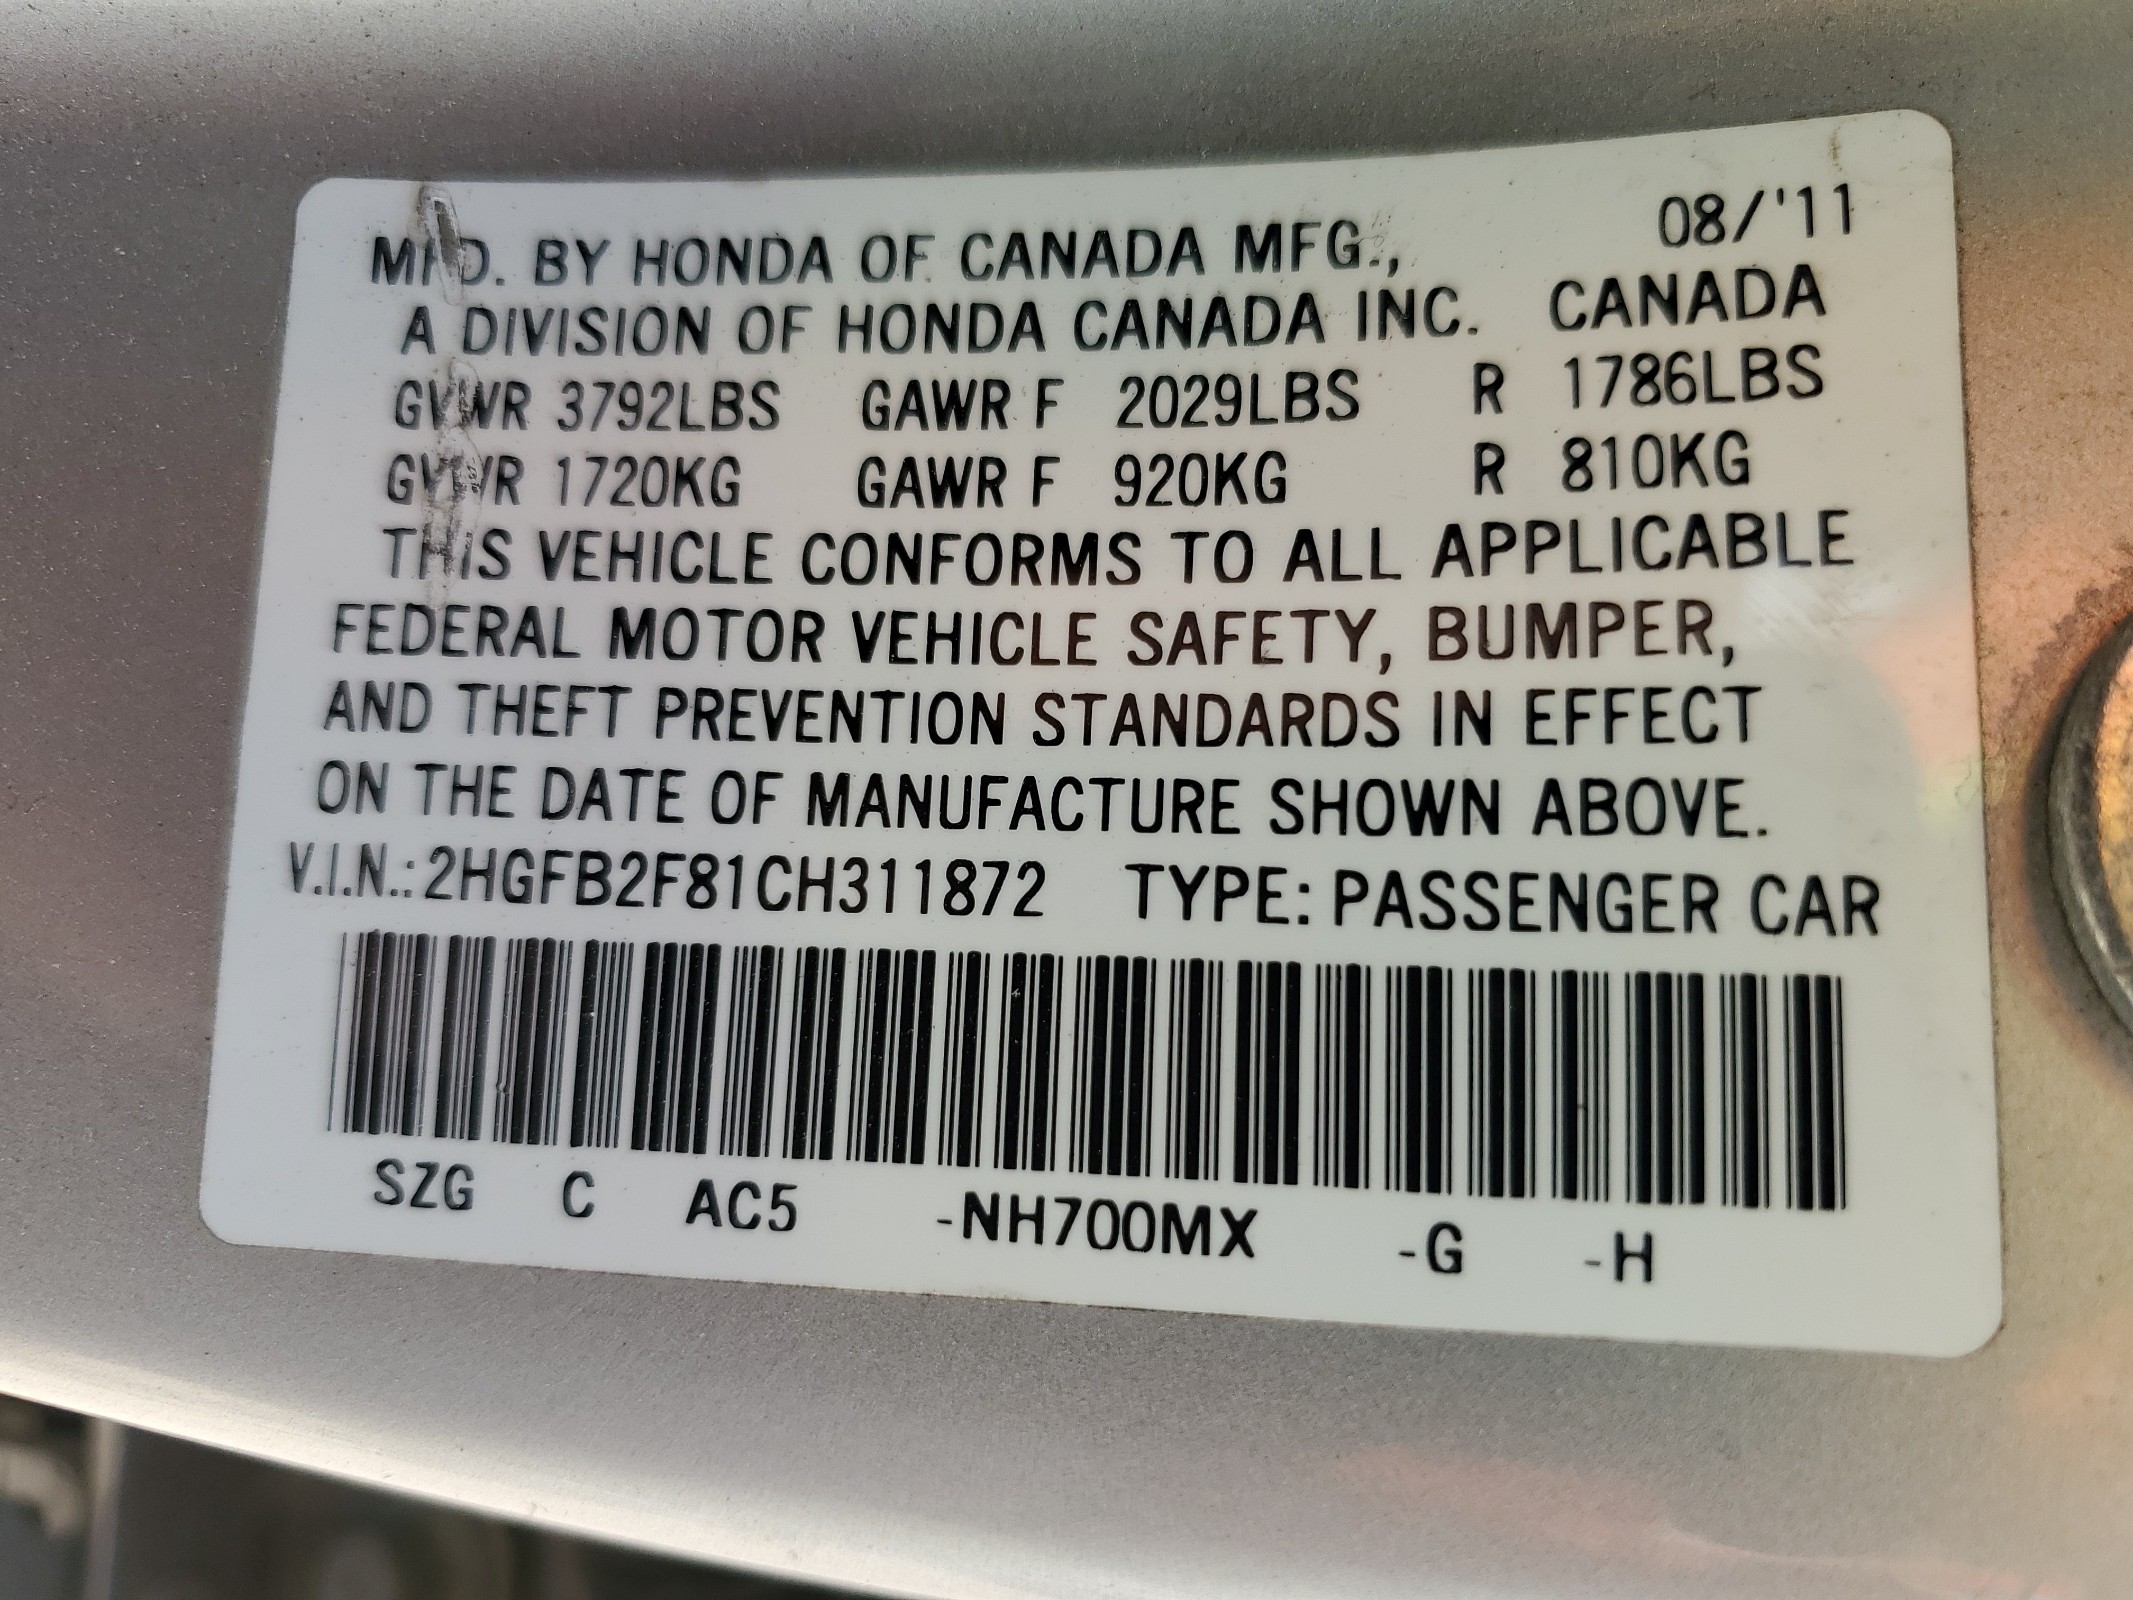 MFD. BY HONDA OF CANADA MFG., 08/'11
A DIVISION OF HONDA CANADA INC. CANADA
GVWR 3792LBS GAWR F 2029LBS R 1786LBS
GVWR 1720KG GAWR F 920KG R 810KG
THIS VEHICLE CONFORMS TO ALL APPLICABLE
FEDERAL MOTOR VEHICLE SAFETY, BUMPER,
AND THEFT PREVENTION STANDARDS IN EFFECT
ON THE DATE OF MANUFACTURE SHOWN ABOVE.
V.I.N.: 2HGFB2F81CH311872 TYPE: PASSENGER CAR
SZG C AC5 -NH700MX -G -H